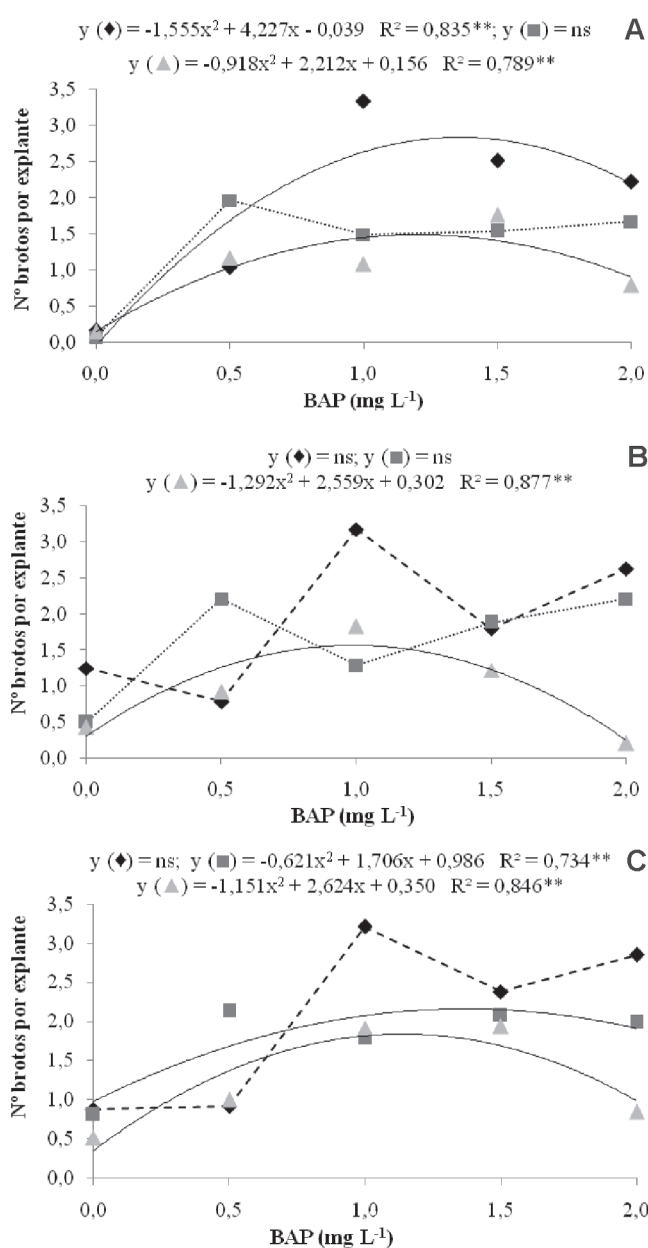 y (◆) = -1,555x² + 4,227x - 0,039 R² = 0,835**; y (■) = ns A
y (▲) = -0,918x² + 2,212x + 0,156 R² = 0,789**
Nº brotos por explante
3,5
3,0
2,5
2,0
1,5
1,0
0,5
0,0
0,0 0,5 1,0 1,5 2,0
BAP (mg L⁻¹)
y (◆) = ns; y (■) = ns B
y (▲) = -1,292x² + 2,559x + 0,302 R² = 0,877**
Nº brotos por explante
3,5
3,0
2,5
2,0
1,5
1,0
0,5
0,0
0,0 0,5 1,0 1,5 2,0
BAP (mg L⁻¹)
y (◆) = ns; y (■) = -0,621x² + 1,706x + 0,986 R² = 0,734** C
y (▲) = -1,151x² + 2,624x + 0,350 R² = 0,846**
Nº brotos por explante
3,5
3,0
2,5
2,0
1,5
1,0
0,5
0,0
0,0 0,5 1,0 1,5 2,0
BAP (mg L⁻¹)